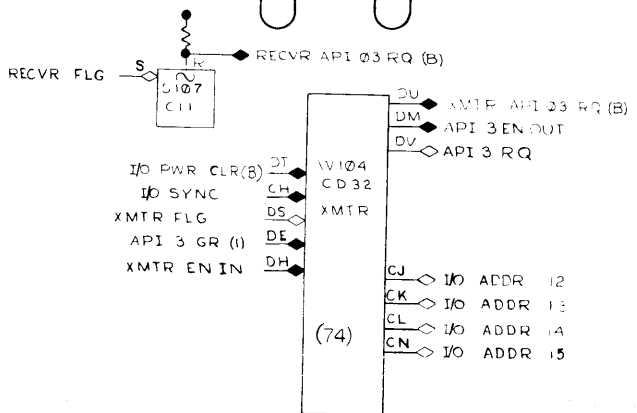 R
RECVR API Ø3 RQ (B)
RECVR FLG
S
S107
C11
DU
XMTR API Ø3 RQ (B)
DM
API 3 EN OUT
DV
API 3 RQ
I/O PWR CLR(B)
DT
W1Ø4
CD32
XMTR
I/O SYNC
CH
XMTR FLG
DS
API 3 GR (1)
DE
XMTR EN IN
DH
CJ
I/O ADDR 12
CK
I/O ADDR 13
CL
I/O ADDR 14
CN
I/O ADDR 15
(74)